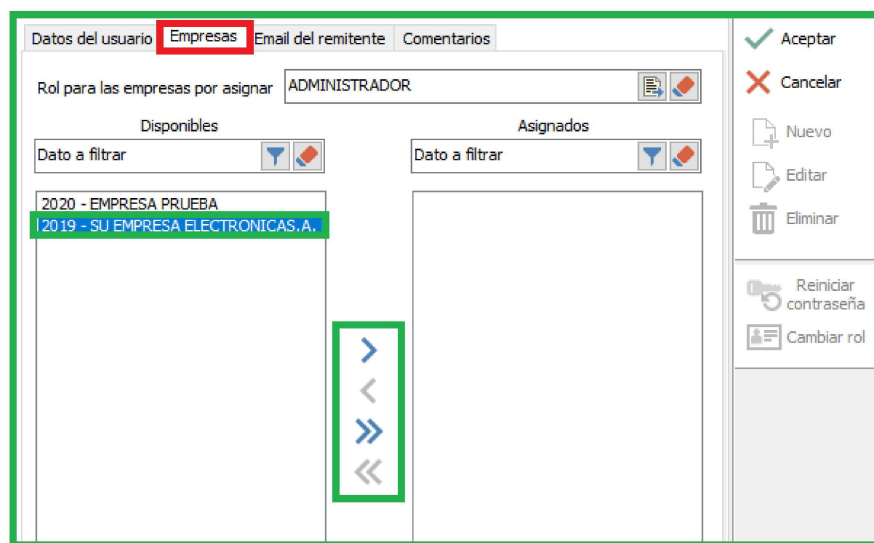 Datos del usuario Empresas Email del remitente Comentarios
Rol para las empresas por asignar ADMINISTRADOR
Disponibles
Dato a filtrar
2020 - EMPRESA PRUEBA
2019 - SU EMPRESA ELECTRONICAS.A.
Asignados
Dato a filtrar
Aceptar
Cancelar
Nuevo
Editar
Eliminar
Reiniciar
contraseña
Cambiar rol